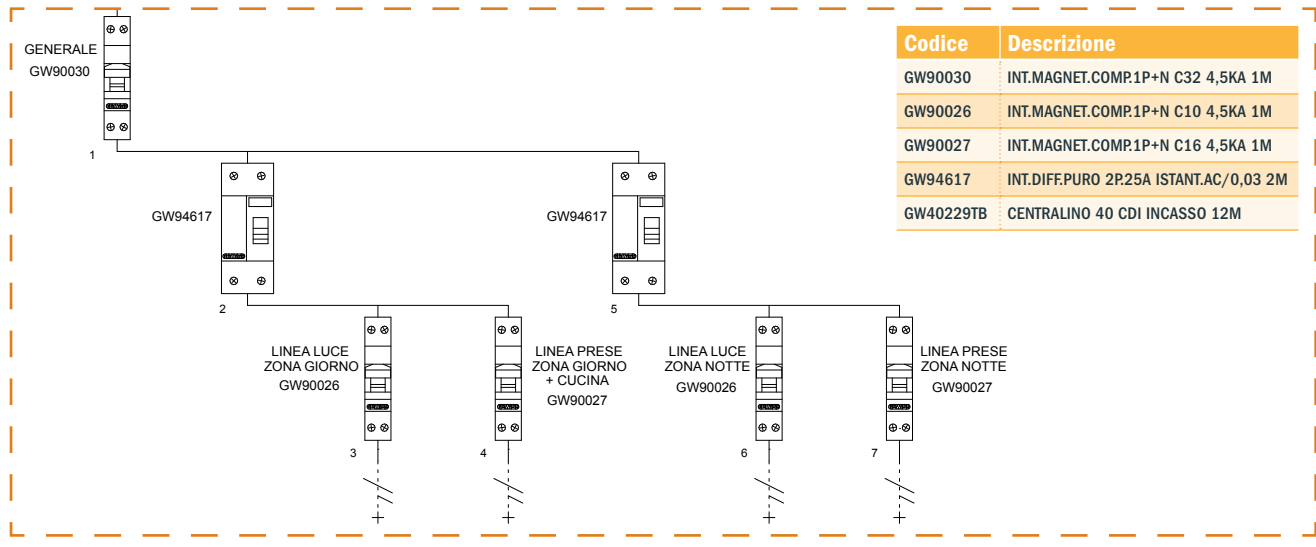 GENERALE
GW90030
1
GW94617
2
GW94617
5
LINEA LUCE
ZONA GIORNO
GW90026
3
LINEA PRESE
ZONA GIORNO
+ CUCINA
GW90027
4
LINEA LUCE
ZONA NOTTE
GW90026
6
LINEA PRESE
ZONA NOTTE
GW90027
7
Codice Descrizione
GW90030 INT.MAGNET.COMP.1P+N C32 4,5KA 1M
GW90026 INT.MAGNET.COMP.1P+N C10 4,5KA 1M
GW90027 INT.MAGNET.COMP.1P+N C16 4,5KA 1M
GW94617 INT.DIFF.PURO 2P.25A ISTANT.AC/0,03 2M
GW40229TB CENTRALINO 40 CDI INCASSO 12M